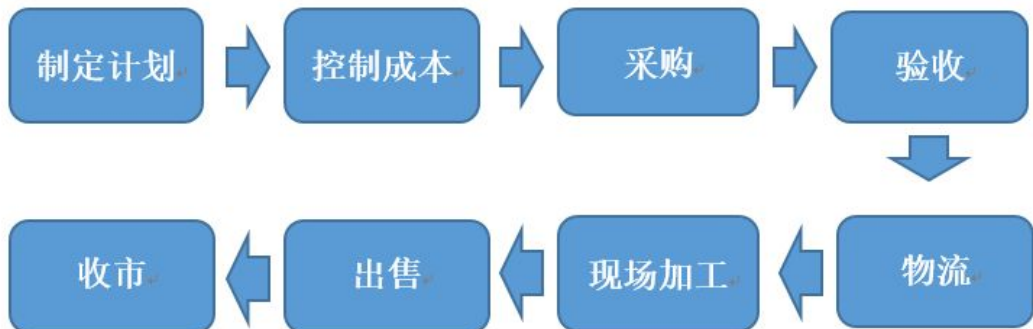 制定计划
控制成本
采购
验收
物流
现场加工
出售
收市